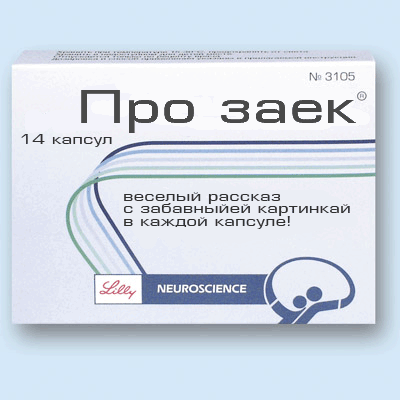 № 3105
Про заек®
14 капсул
веселый рассказ
с забавныйей картинкай
в каждой капсуле!
Lilly
NEUROSCIENCE